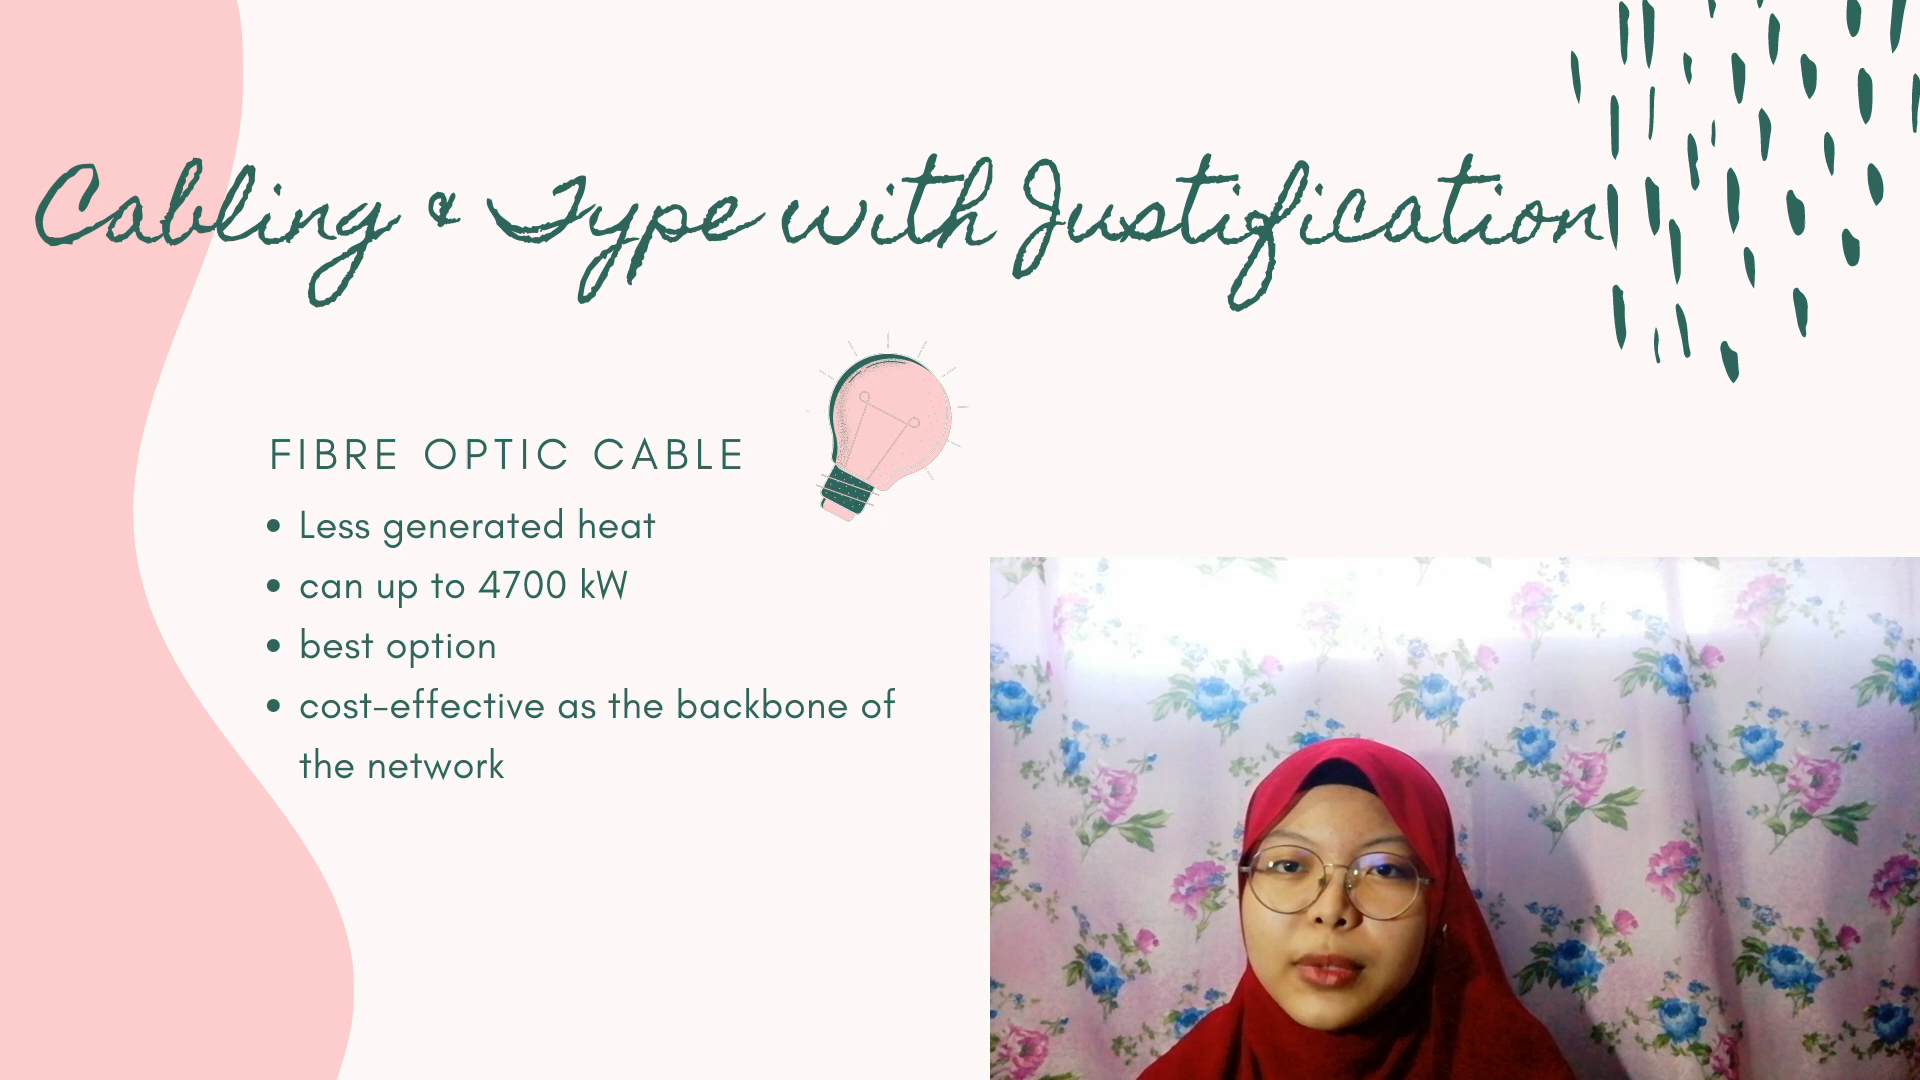 Cabling & Type with Justification
FIBRE OPTIC CABLE
• Less generated heat
• can up to 4700 kW
• best option
• cost-effective as the backbone of
the network